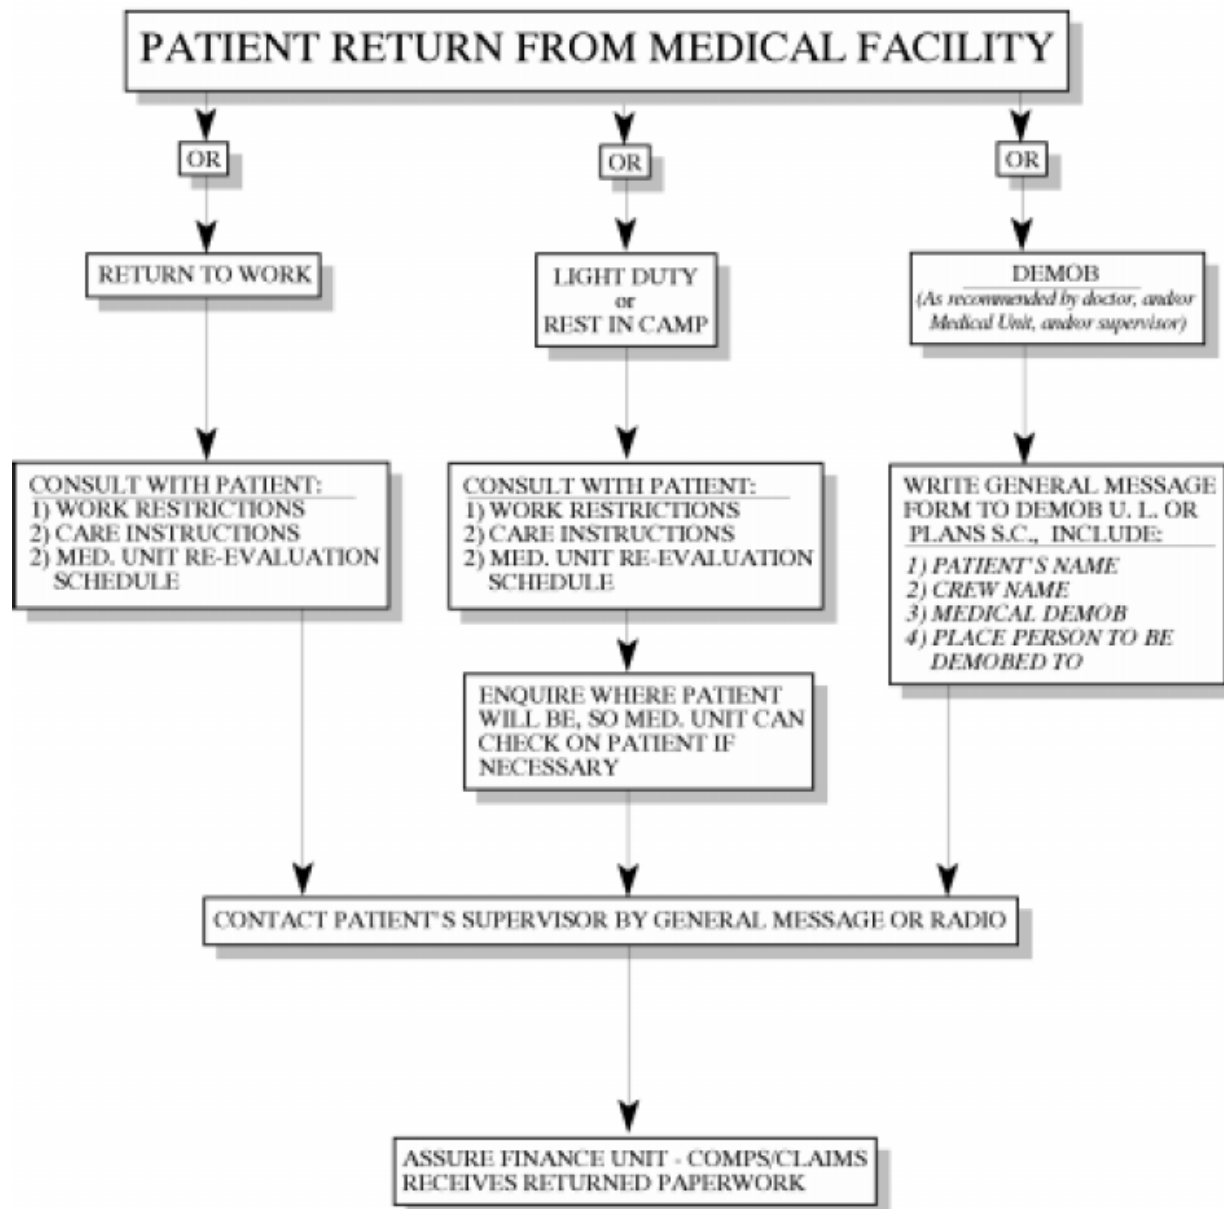 PATIENT RETURN FROM MEDICAL FACILITY
OR
OR
OR
RETURN TO WORK
LIGHT DUTY
or
REST IN CAMP
DEMOB
(As recommended by doctor, and/or
Medical Unit, and/or supervisor)
CONSULT WITH PATIENT:
1) WORK RESTRICTIONS
2) CARE INSTRUCTIONS
2) MED. UNIT RE-EVALUATION
SCHEDULE
CONSULT WITH PATIENT:
1) WORK RESTRICTIONS
2) CARE INSTRUCTIONS
2) MED. UNIT RE-EVALUATION
SCHEDULE
WRITE GENERAL MESSAGE
FORM TO DEMOB U. L. OR
PLANS S.C., INCLUDE:
1) PATIENT'S NAME
2) CREW NAME
3) MEDICAL DEMOB
4) PLACE PERSON TO BE
DEMOBED TO
ENQUIRE WHERE PATIENT
WILL BE, SO MED. UNIT CAN
CHECK ON PATIENT IF
NECESSARY
CONTACT PATIENT'S SUPERVISOR BY GENERAL MESSAGE OR RADIO
ASSURE FINANCE UNIT - COMPS/CLAIMS
RECEIVES RETURNED PAPERWORK